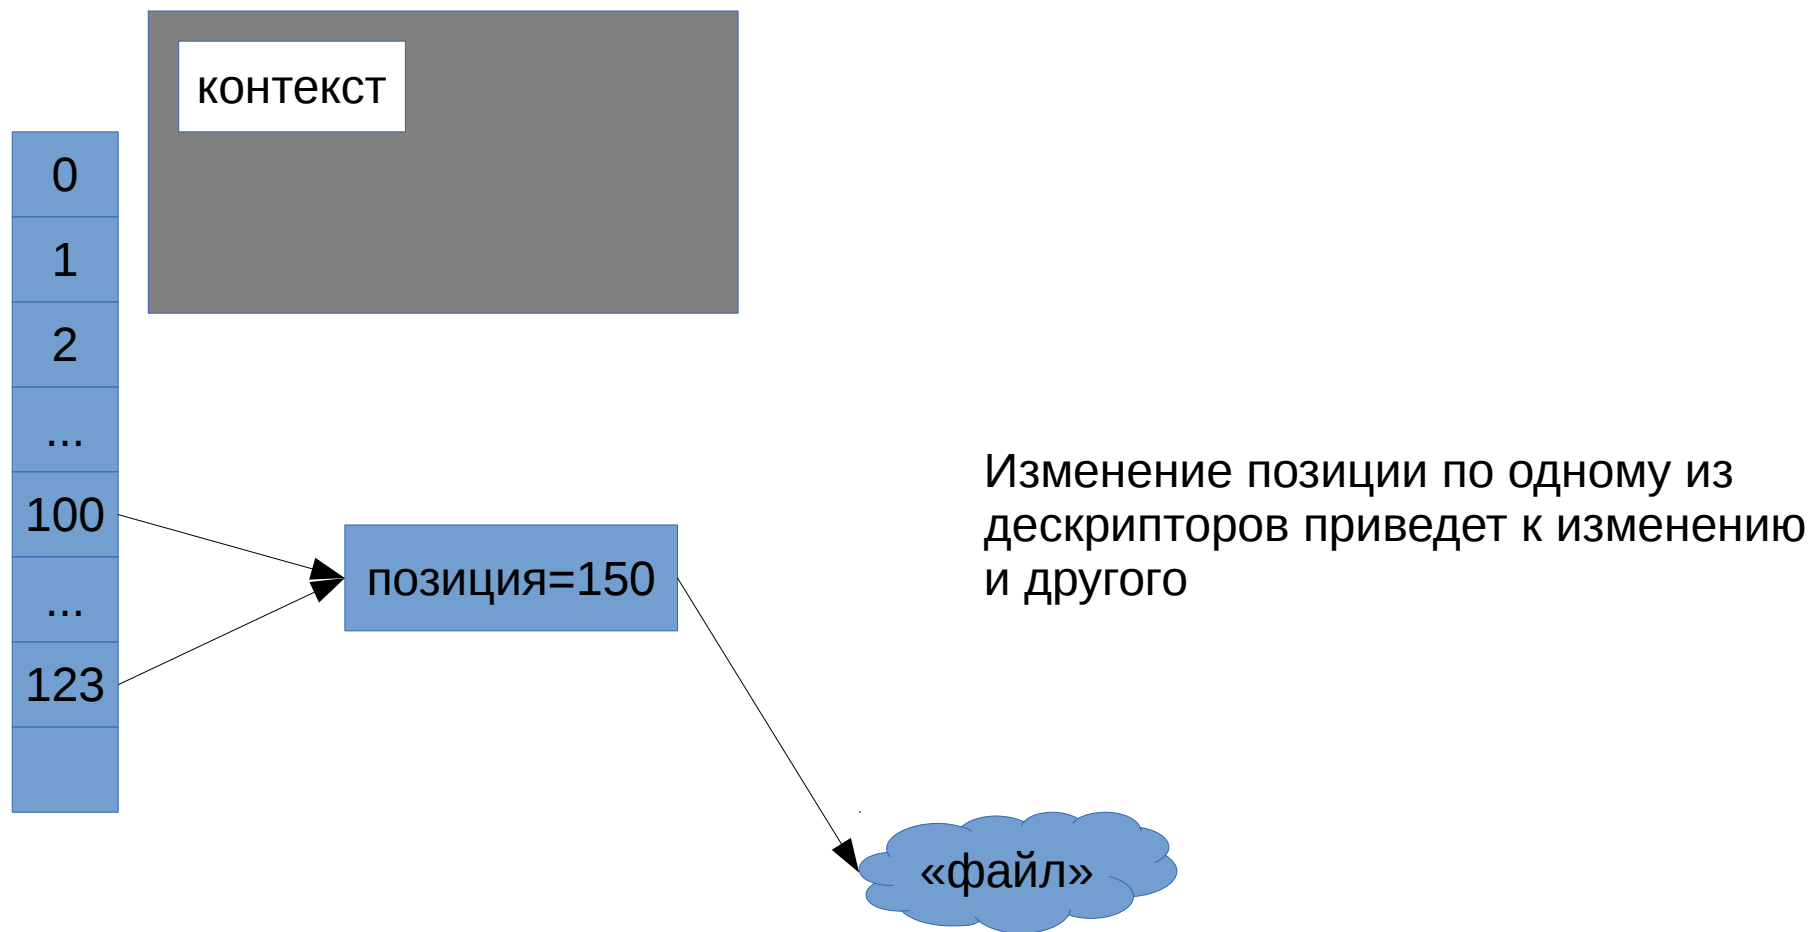 контекст
0
1
2
...
100
...
123
позиция=150
Изменение позиции по одному из
дескрипторов приведет к изменению
и другого
«файл»